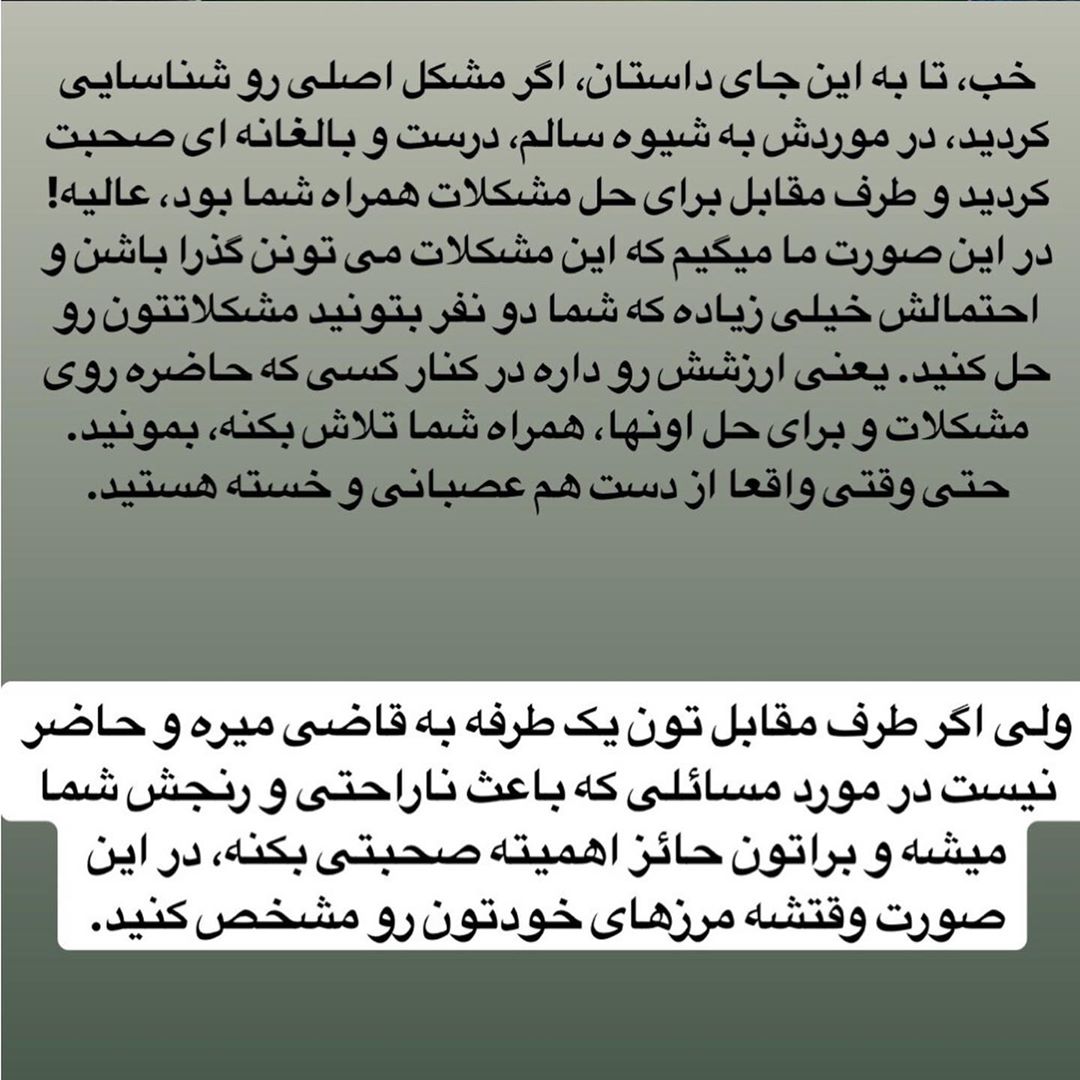 خب، تا به این جای داستان، اگر مشکل اصلی رو شناسایی
کردید، در موردش به شیوه سالم، درست و بالغانه ای صحبت
کردید و طرف مقابل برای حل مشکلات همراه شما بود، عالیه!
در این صورت ما میگیم که این مشکلات می تونن گذرا باشن و
احتمالش خیلی زیاده که شما دو نفر بتونید مشکلاتتون رو
حل کنید. یعنی ارزشش رو داره در کنار کسی که حاضره روی
مشکلات و برای حل اونها، همراه شما تلاش بکنه، بمونید.
حتی وقتی واقعا از دست هم عصبانی و خسته هستید.
ولی اگر طرف مقابل تون یک طرفه به قاضی میره و حاضر
نیست در مورد مسائلی که باعث ناراحتی و رنجش شما
میشه و براتون حائز اهمیته صحبتی بکنه، در این
صورت وقتشه مرزهای خودتون رو مشخص کنید.